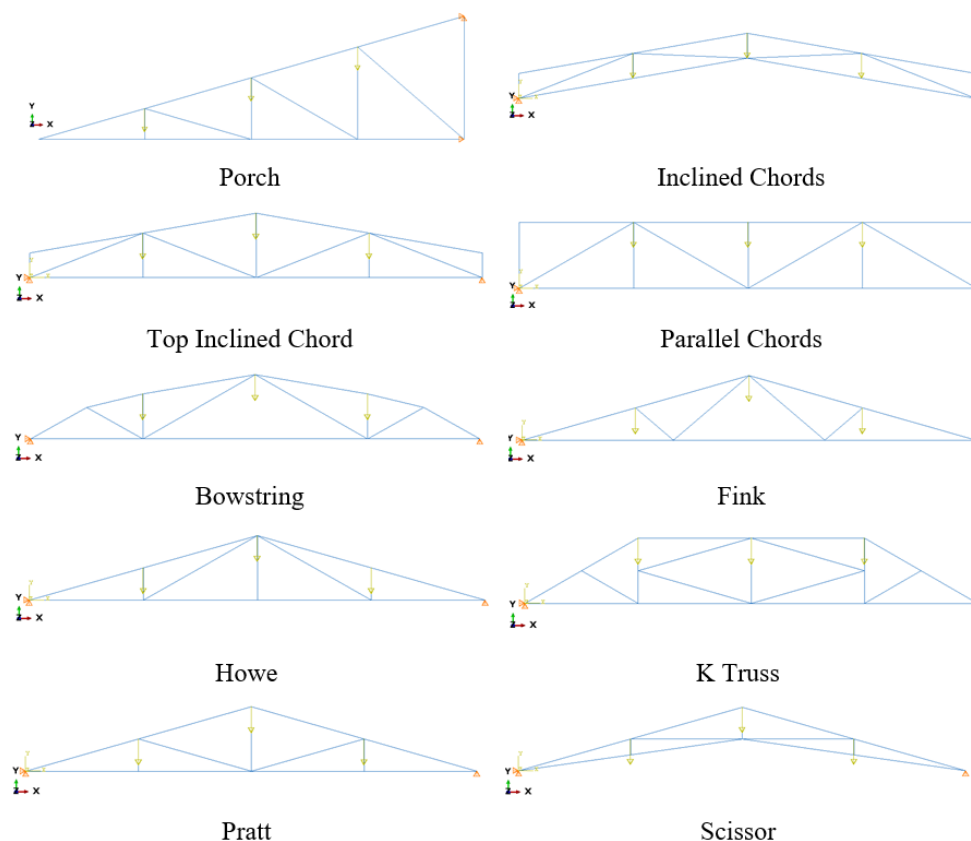 Y
Z X
Porch
y
x
Inclined Chords
y
Y x
Z X
Top Inclined Chord
y
Y x
Z X
Parallel Chords
Y
Z X
Bowstring
y
Y x
Z X
Fink
y
Y x
Z X
Howe
y
Y x
Z X
K Truss
y
Y x
Z X
Pratt
y
Y x
Z X
Scissor